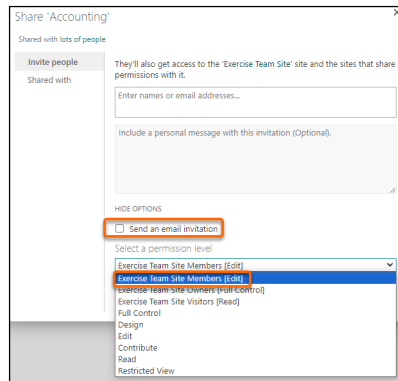 Share 'Accounting'
Shared with lots of people
Invite people
Shared with
They'll also get access to the 'Exercise Team Site' site and the sites that share
permissions with it.
Enter names or email addresses...
Include a personal message with this invitation (Optional).
HIDE OPTIONS
Send an email invitation
Select a permission level
Exercise Team Site Members [Edit]
Exercise Team Site Members [Edit]
Exercise Team Site Owners [Full Control]
Exercise Team Site Visitors [Read]
Full Control
Design
Edit
Contribute
Read
Restricted View